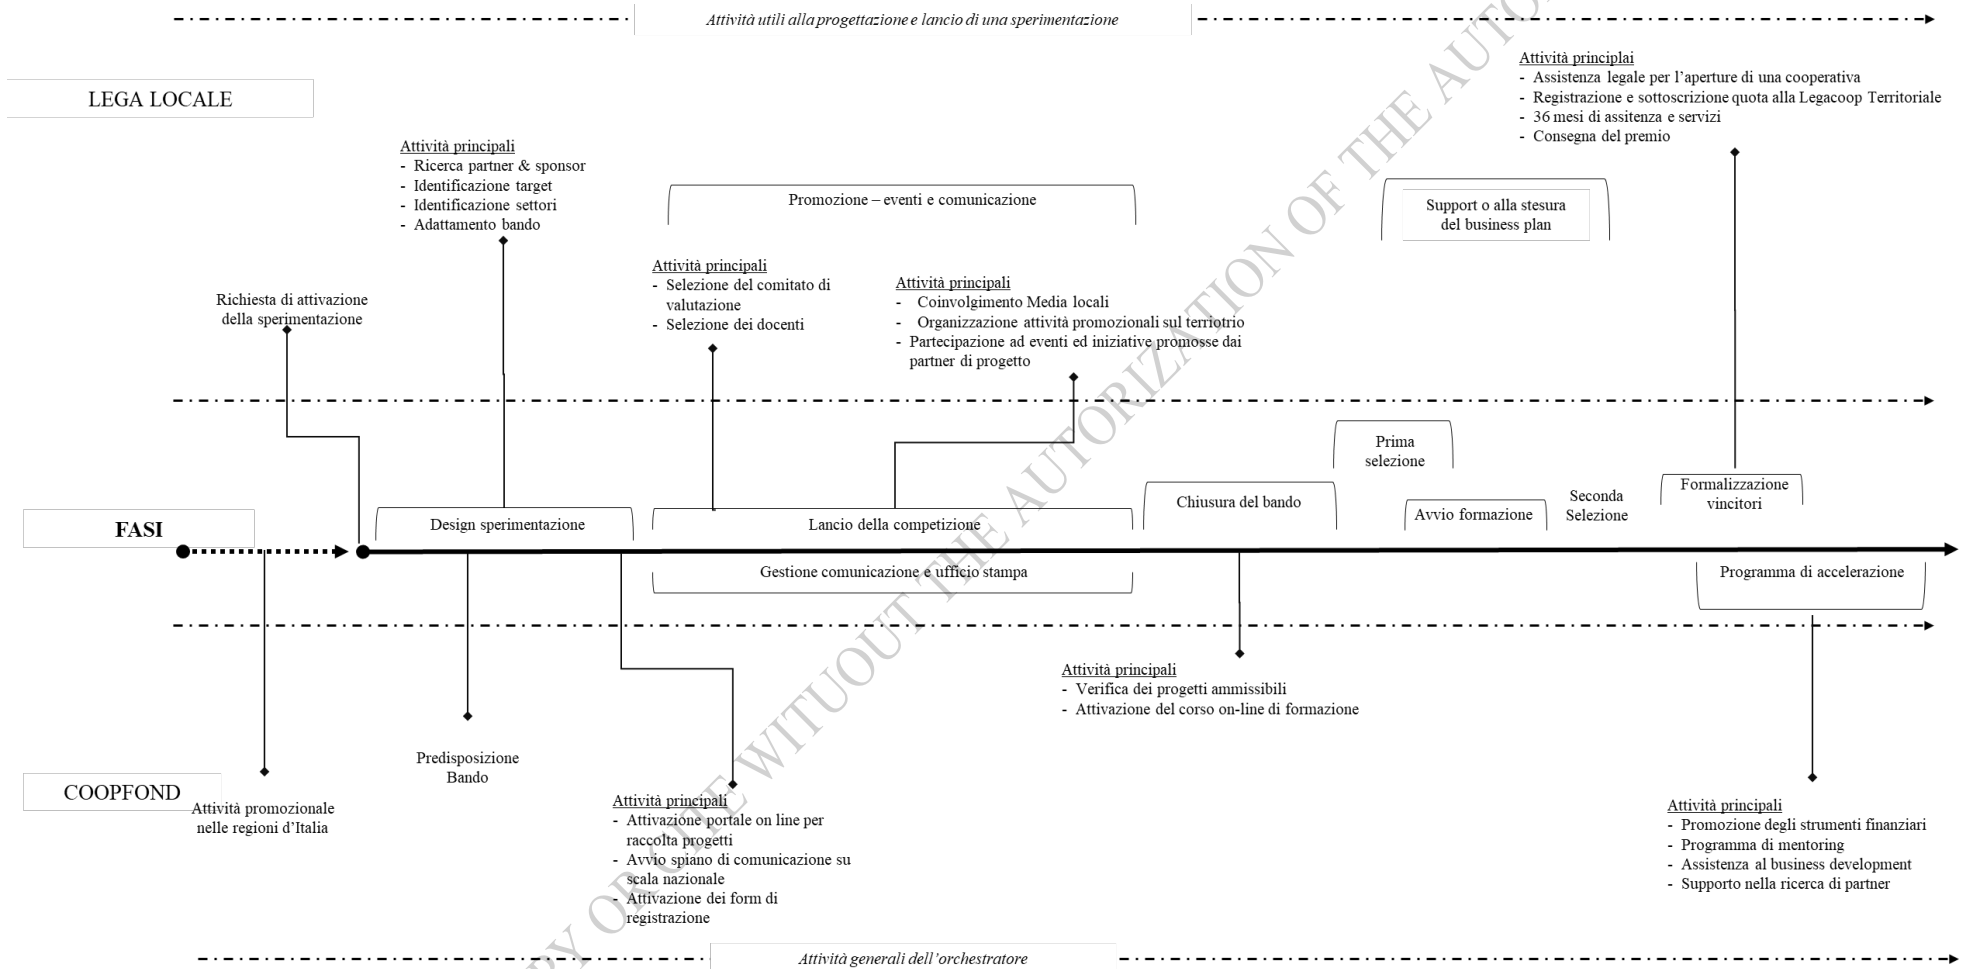 Attività utili alla progettazione e lancio di una sperimentazione
LEGA LOCALE
Attività principlai
- Assistenza legale per l’aperture di una cooperativa
- Registrazione e sottoscrizione quota alla Legacoop Territoriale
- 36 mesi di assitenza e servizi
- Consegna del premio
Attività principali
- Ricerca partner & sponsor
- Identificazione target
- Identificazione settori
- Adattamento bando
Promozione – eventi e comunicazione
Support o alla stesura
del business plan
Richiesta di attivazione
della sperimentazione
Attività principali
- Selezione del comitato di
valutazione
- Selezione dei docenti
Attività principali
- Coinvolgimento Media locali
- Organizzazione attività promozionali sul terriotrio
- Partecipazione ad eventi ed iniziative promosse dai
partner di progetto
FASI
Design sperimentazione
Lancio della competizione
Chiusura del bando
Prima
selezione
Avvio formazione
Seconda
Selezione
Formalizzazione
vincitori
Gestione comunicazione e ufficio stampa
Programma di accelerazione
COOPFOND
Attività promozionale
nelle regioni d’Italia
Predisposizione
Bando
Attività principali
- Attivazione portale on line per
raccolta progetti
- Avvio spiano di comunicazione su
scala nazionale
- Attivazione dei form di
registrazione
Attività principali
- Verifica dei progetti ammissibili
- Attivazione del corso on-line di formazione
Attività principali
- Promozione degli strumenti finanziari
- Programma di mentoring
- Assistenza al business development
- Supporto nella ricerca di partner
Attività generali dell’orchestratore
PY OR CITE WITUOUT THE AUTORIZATION OF THE AUTOR